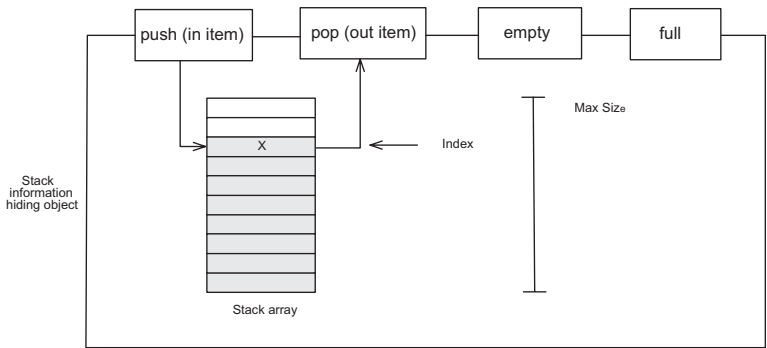 push (in item)
pop (out item)
empty
full
Max Size
X
Index
Stack
information
hiding object
Stack array